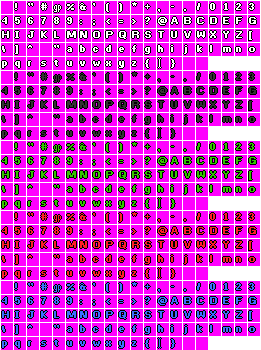 ! " # @ % & ' ( ) * + , - . / 0 1 2 3
4 5 6 7 8 9 : ; < = > ? @ A B C D E F G
H I J K L M N O P Q R S T U V W X Y Z [
\ ] ^ a b c d e f g h i j k l m n o
p q r s t u v w x y z { | }
! " # @ % & ' ( ) * + , - . / 0 1 2 3
4 5 6 7 8 9 : ; < = > ? @ A B C D E F G
H I J K L M N O P Q R S T U V W X Y Z [
\ ] ^ a b c d e f g h i j k l m n o
p q r s t u v w x y z { | }
! " # @ % & ' ( ) * + , - . / 0 1 2 3
4 5 6 7 8 9 : ; < = > ? @ A B C D E F G
H I J K L M N O P Q R S T U V W X Y Z [
\ ] ^ a b c d e f g h i j k l m n o
p q r s t u v w x y z { | }
! " # @ % & ' ( ) * + , - . / 0 1 2 3
4 5 6 7 8 9 : ; < = > ? @ A B C D E F G
H I J K L M N O P Q R S T U V W X Y Z [
\ ] ^ a b c d e f g h i j k l m n o
p q r s t u v w x y z { | }
! " # @ % & ' ( ) * + , - . / 0 1 2 3
4 5 6 7 8 9 : ; < = > ? @ A B C D E F G
H I J K L M N O P Q R S T U V W X Y Z [
\ ] ^ a b c d e f g h i j k l m n o
p q r s t u v w x y z { | }